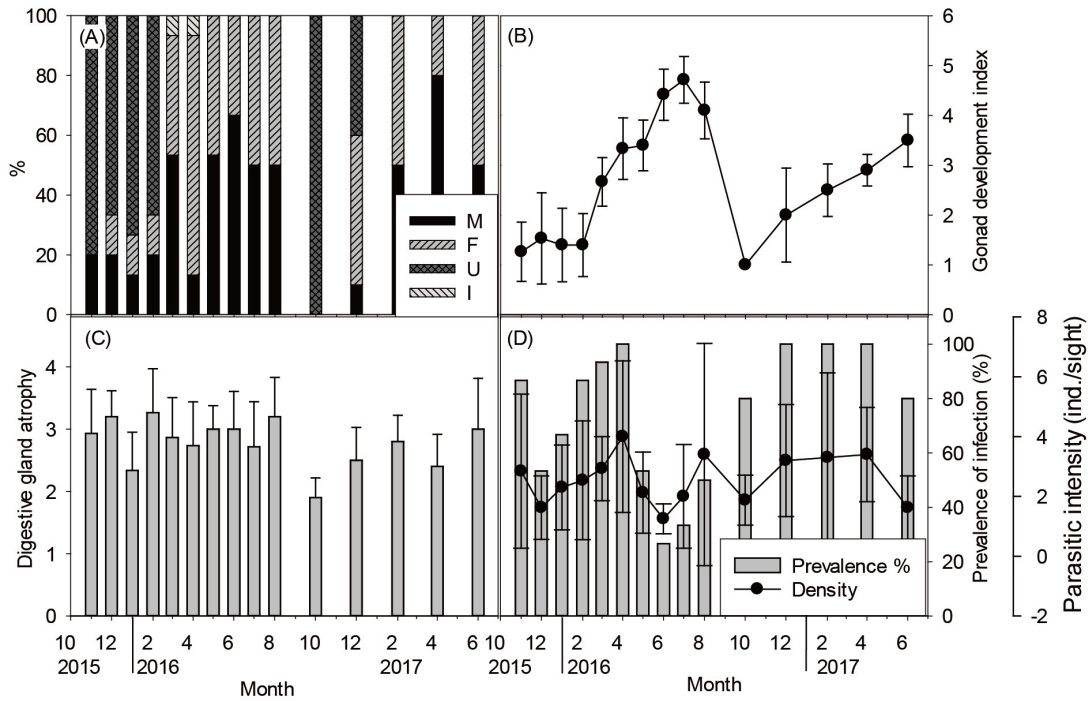 (A)
100
80
60
40
20
0
%
M
F
U
I
(B)
6
5
4
3
2
1
0
Gonad development index
(C)
4
3
2
1
0
Digestive gland atrophy
10 12 2 4 6 8 10 12 2 4 6
2015 2016 2017
Month
(D)
100
80
60
40
20
0
Prevalence of infection (%)
8
6
4
2
0
-2
Parasitic intensity (ind./sight)
Prevalence %
Density
10 12 2 4 6 8 10 12 2 4 6
2015 2016 2017
Month